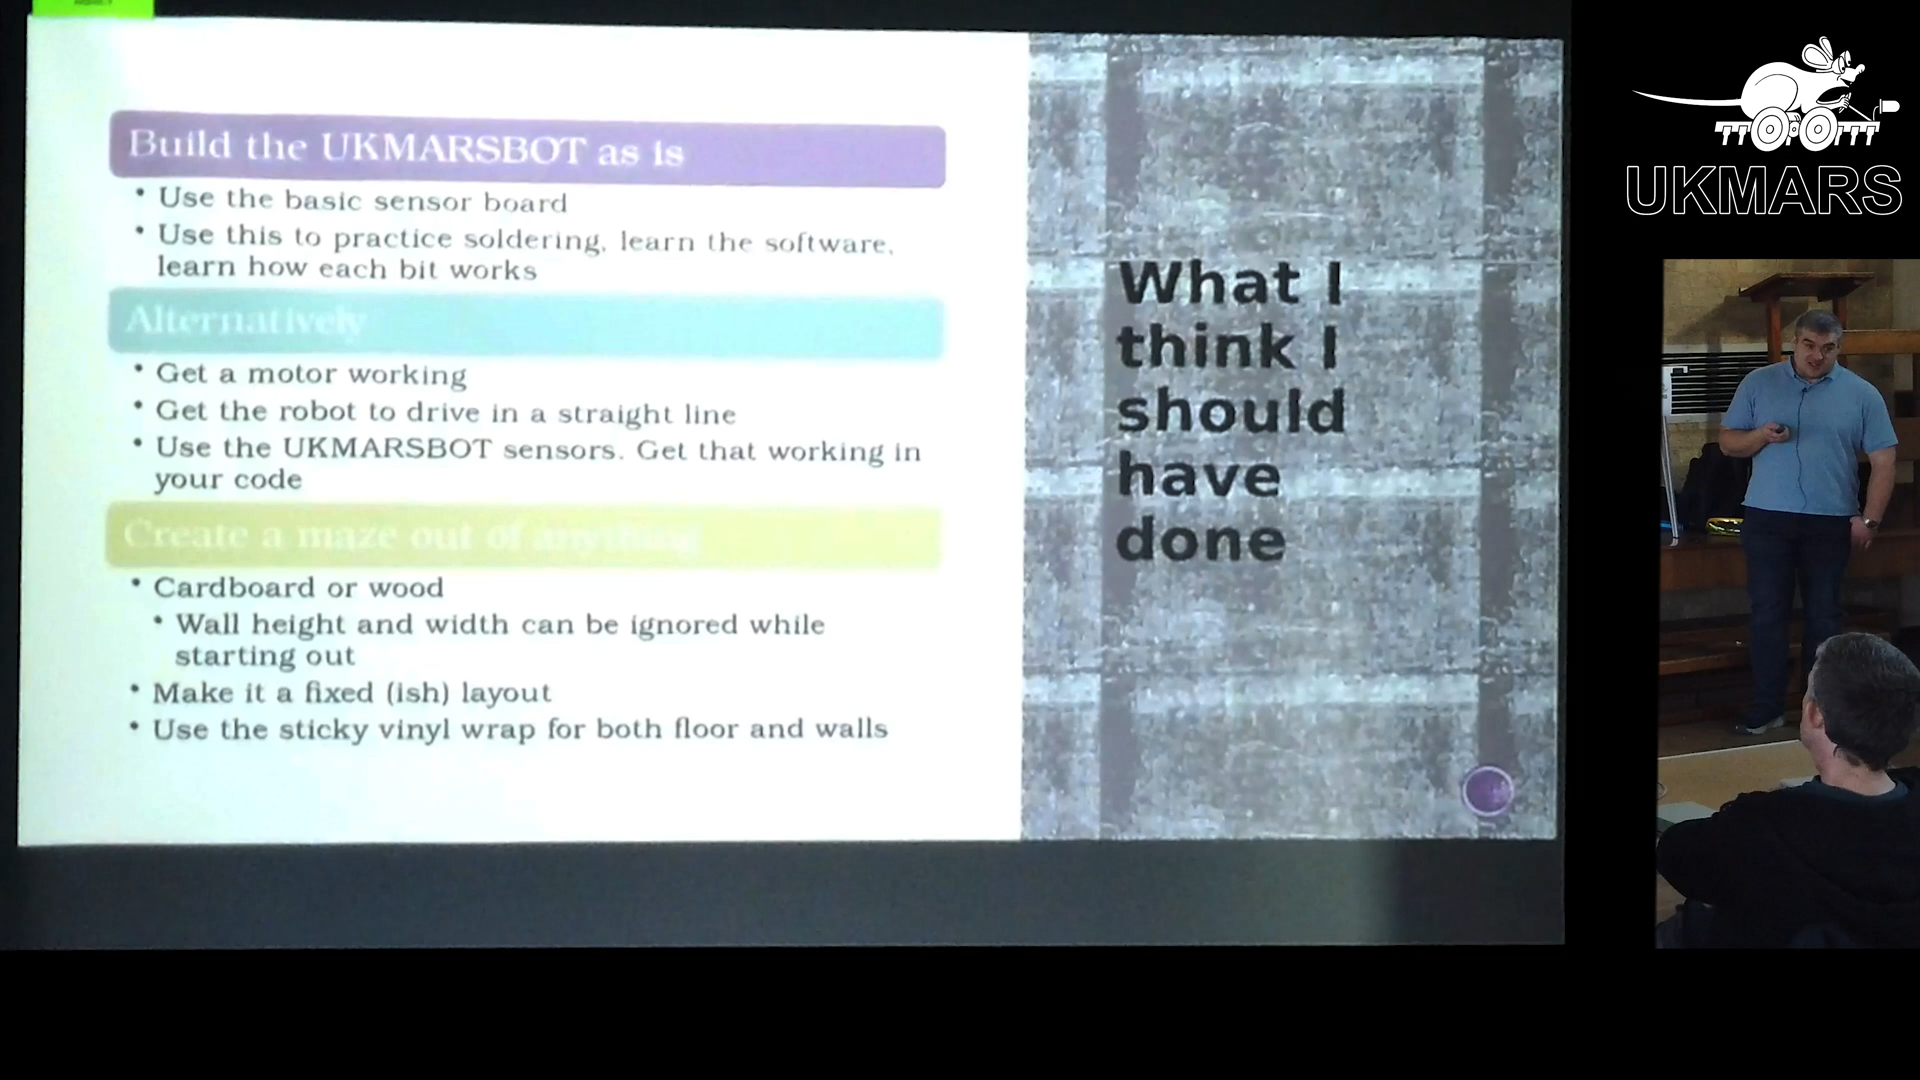 Build the UKMARSBOT as is
• Use the basic sensor board
• Use this to practice soldering, learn the software,
learn how each bit works
Alternatively
• Get a motor working
• Get the robot to drive in a straight line
• Use the UKMARSBOT sensors. Get that working in
your code
Create a maze out of anything
• Cardboard or wood
• Wall height and width can be ignored while
starting out
• Make it a fixed (ish) layout
• Use the sticky vinyl wrap for both floor and walls
What I
think I
should
have
done
UKMARS